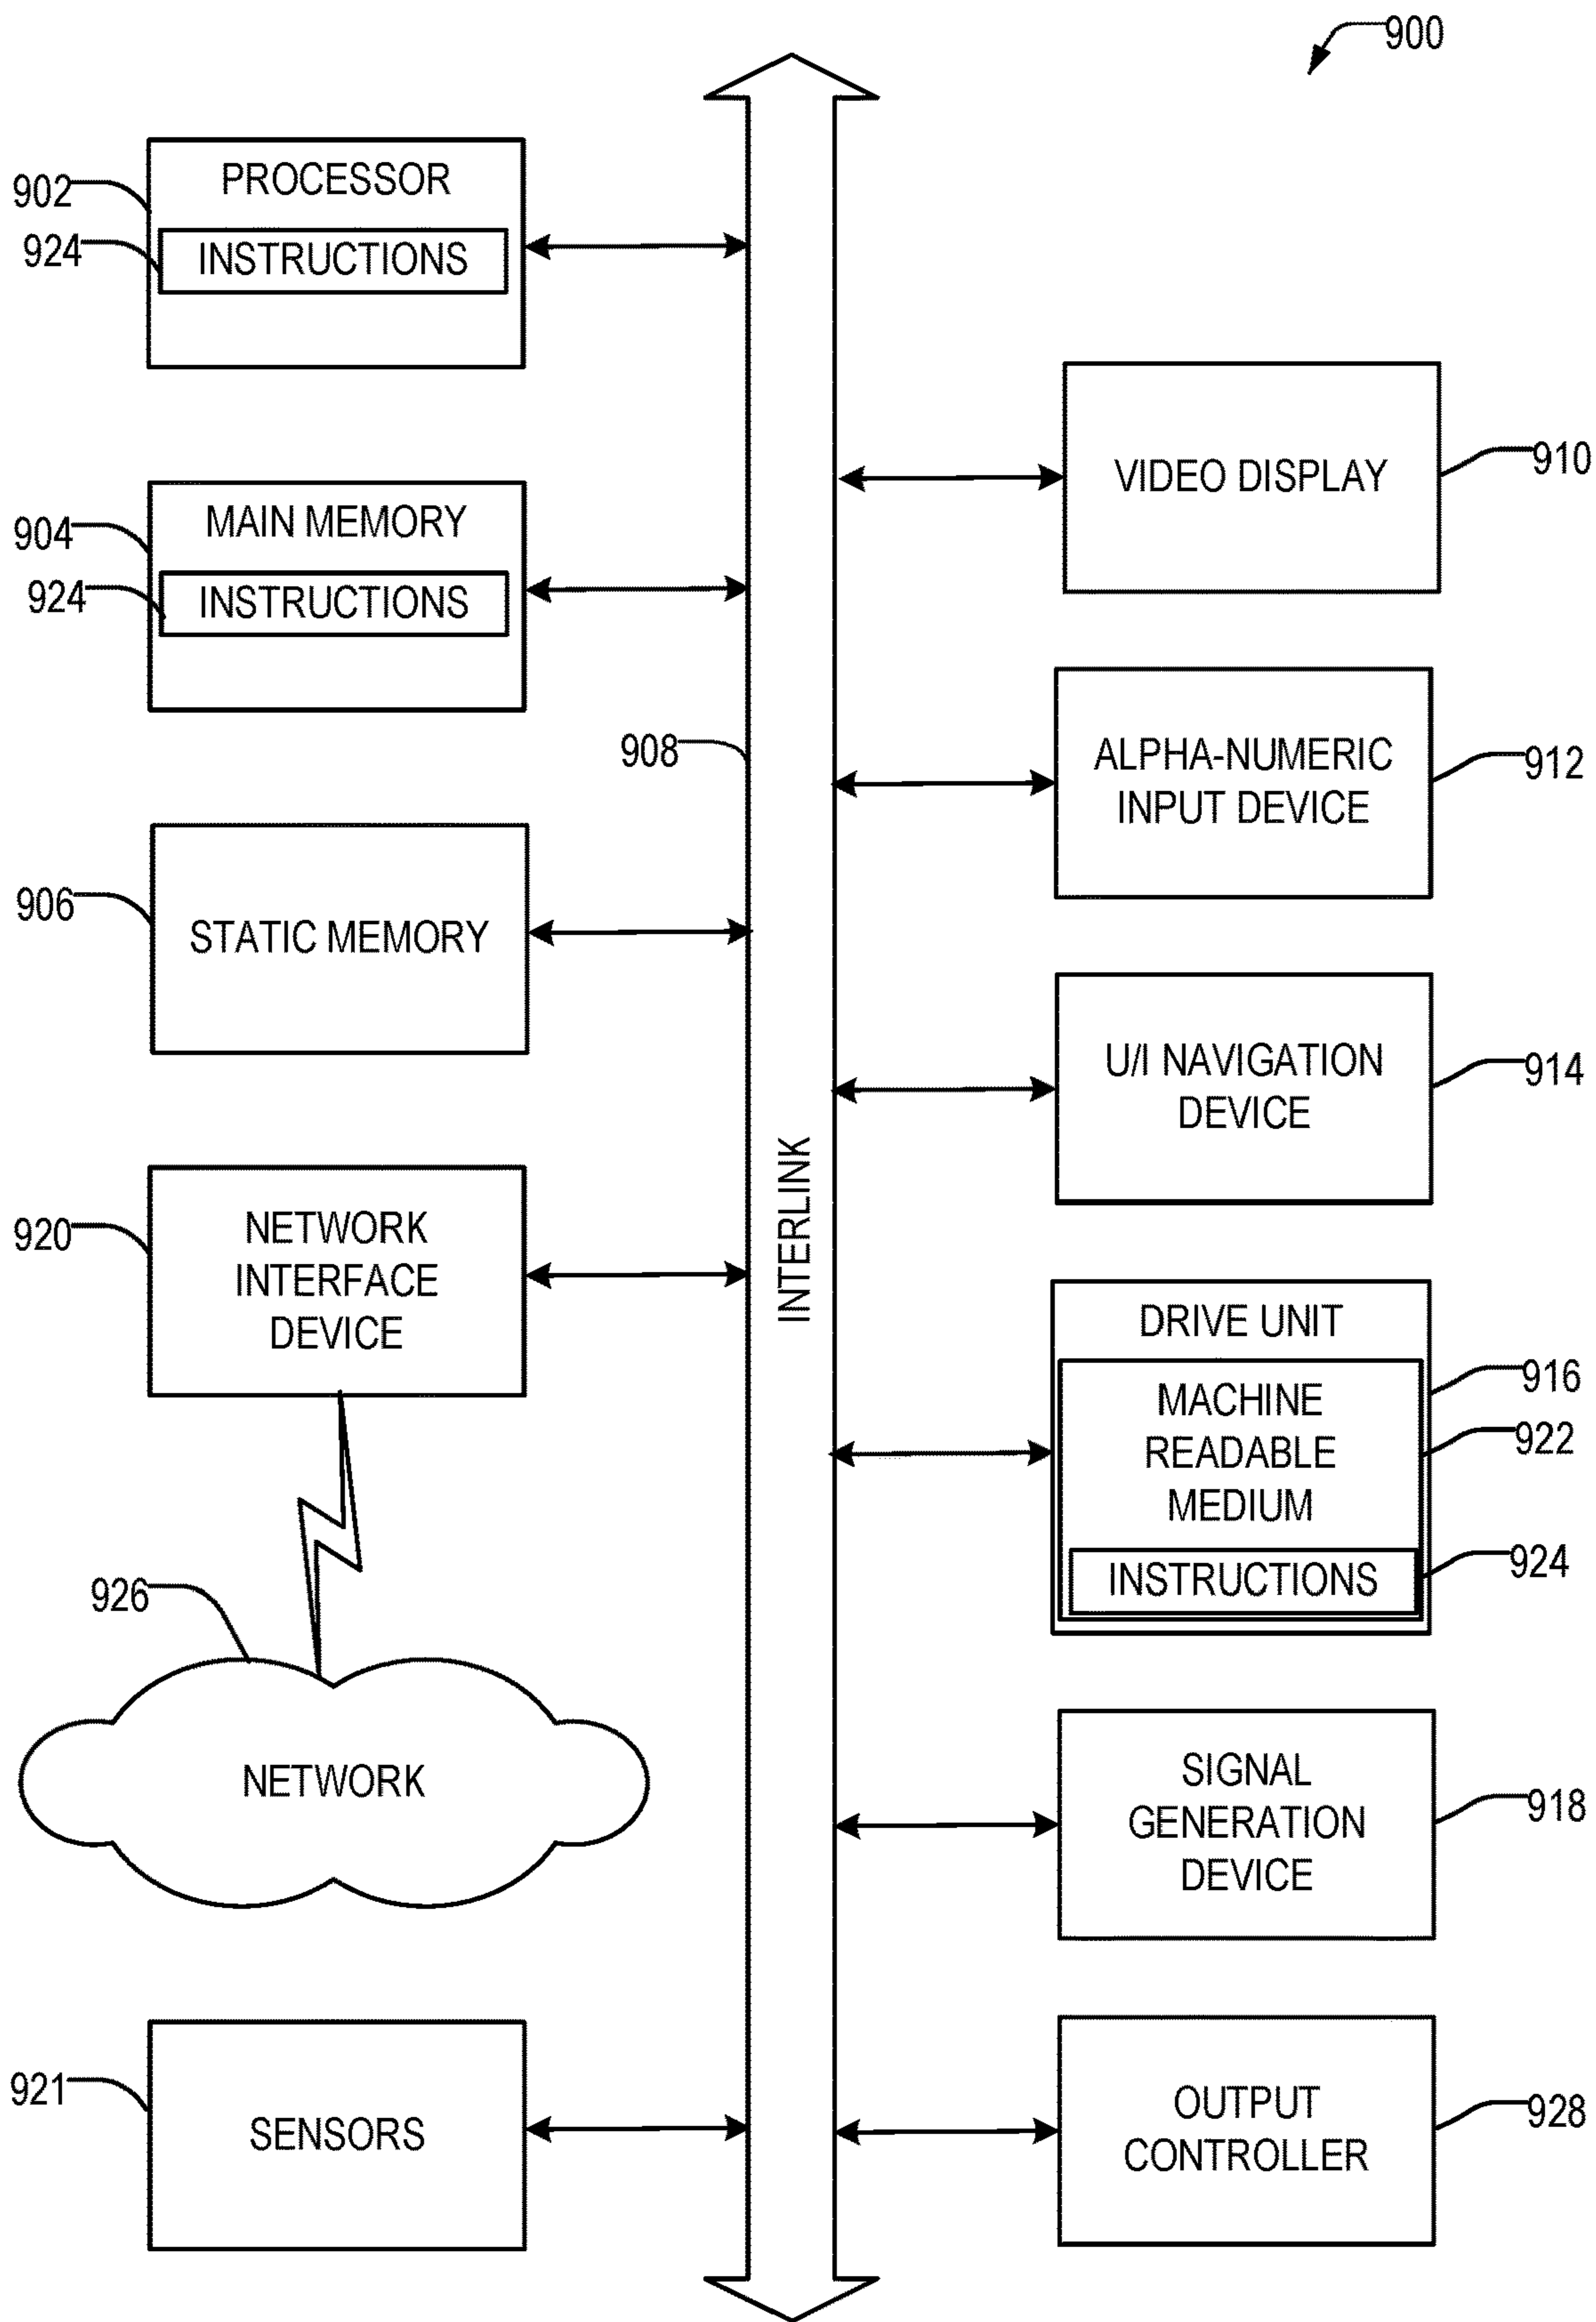 900
902
PROCESSOR
924
INSTRUCTIONS
904
MAIN MEMORY
924
INSTRUCTIONS
908
906
STATIC MEMORY
920
NETWORK
INTERFACE
DEVICE
926
NETWORK
921
SENSORS
INTERLINK
VIDEO DISPLAY
910
ALPHA-NUMERIC
INPUT DEVICE
912
U/I NAVIGATION
DEVICE
914
DRIVE UNIT
916
MACHINE
READABLE
MEDIUM
922
INSTRUCTIONS
924
SIGNAL
GENERATION
DEVICE
918
OUTPUT
CONTROLLER
928